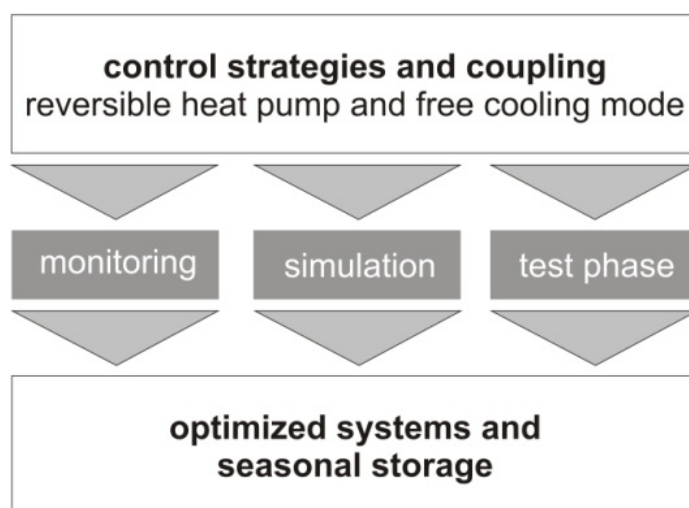 control strategies and coupling
reversible heat pump and free cooling mode
monitoring
simulation
test phase
optimized systems and
seasonal storage